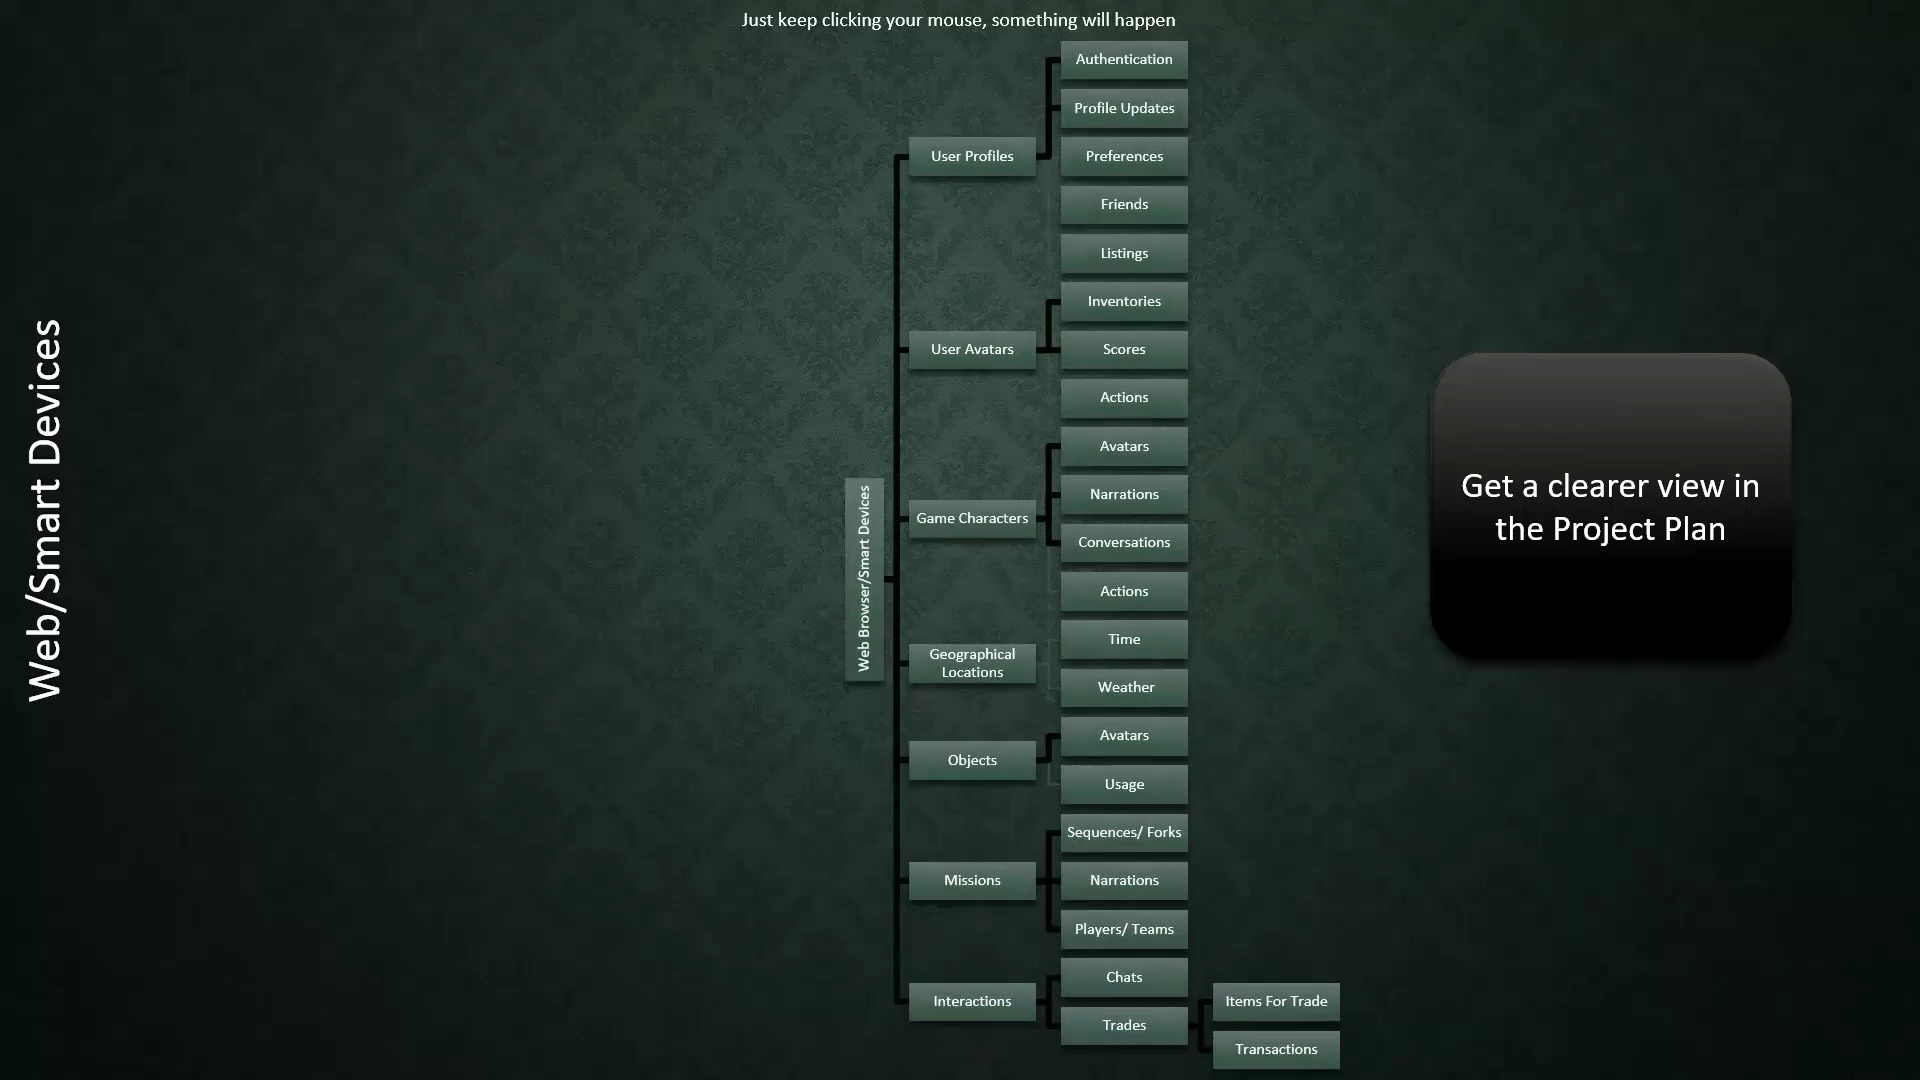 Just keep clicking your mouse, something will happen
Web/Smart Devices
Web Browser/Smart Devices
User Profiles
Authentication
Profile Updates
Preferences
Friends
Listings
User Avatars
Inventories
Scores
Actions
Game Characters
Avatars
Narrations
Conversations
Actions
Geographical
Locations
Time
Weather
Objects
Avatars
Usage
Missions
Sequences/ Forks
Narrations
Players/ Teams
Interactions
Chats
Trades
Items For Trade
Transactions
Get a clearer view in
the Project Plan